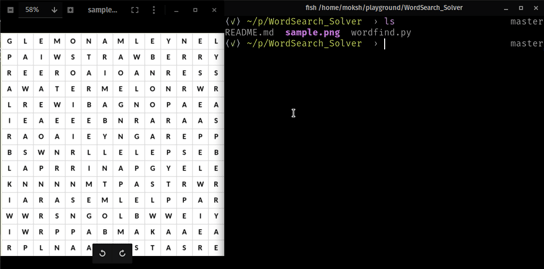 58%
sample...
fish /home/moksh/playground/WordSearch_Solver
G L E M O N A M L E Y N E L
P A I W S T R A W B E R R Y
R E E R O A I O A N R E S S
A W A T E R M E L O N R W R
L R E W I B A G N O P A E A
I E A E E E B N R A R A A S
R A O A I E Y N G A R E P P
B S W N R L L E L E P S E B
L A P R R I N A P G Y E L E
K N N N N M T P A S T R W R
I A R A S E M L E L P P A R
W W R S N G O L B W W E I Y
I W R P P A B M A K A A E A
R P L N A A S T A S R E
(√) ~/p/WordSearch_Solver › ls master
README.md sample.png wordfind.py
(√) ~/p/WordSearch_Solver › master